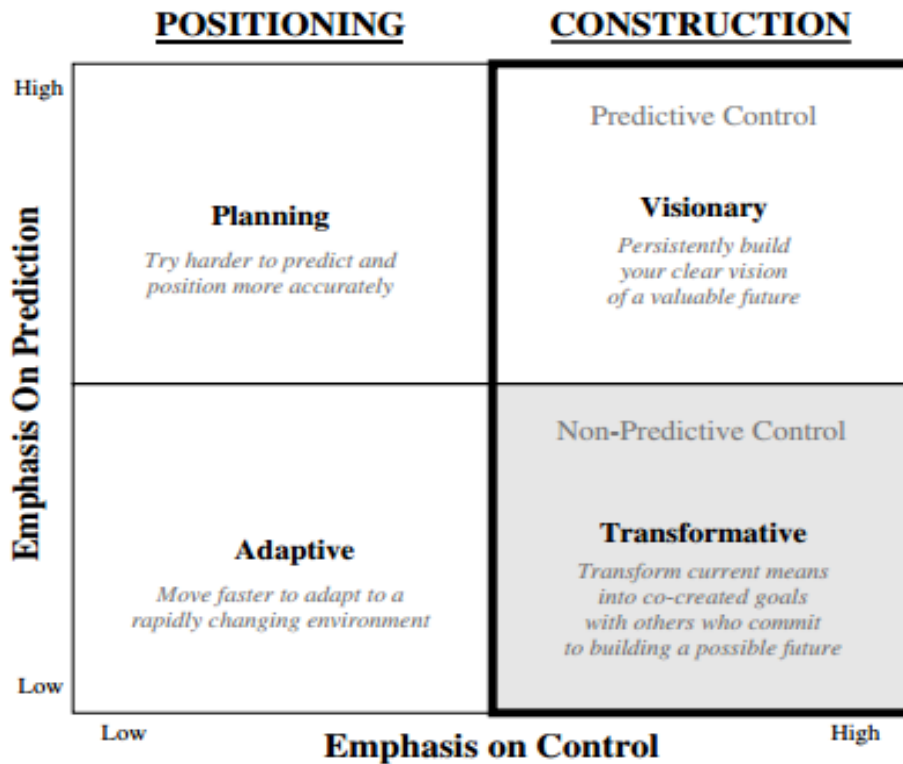 POSITIONING
CONSTRUCTION
High
Predictive Control
Planning
Try harder to predict and
position more accurately
Visionary
Persistently build
your clear vision
of a valuable future
Emphasis On Prediction
Non-Predictive Control
Adaptive
Move faster to adapt to a
rapidly changing environment
Transformative
Transform current means
into co-created goals
with others who commit
to building a possible future
Low
Low
Emphasis on Control
High